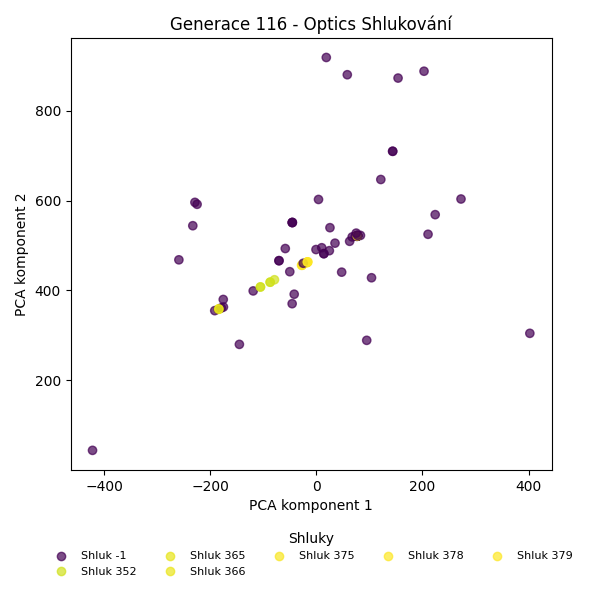 Generace 116 - Optics Shlukování
PCA komponent 2
800
600
400
200
−400
−200
0
200
400
PCA komponent 1
Shluky
Shluk -1
Shluk 365
Shluk 375
Shluk 378
Shluk 379
Shluk 352
Shluk 366